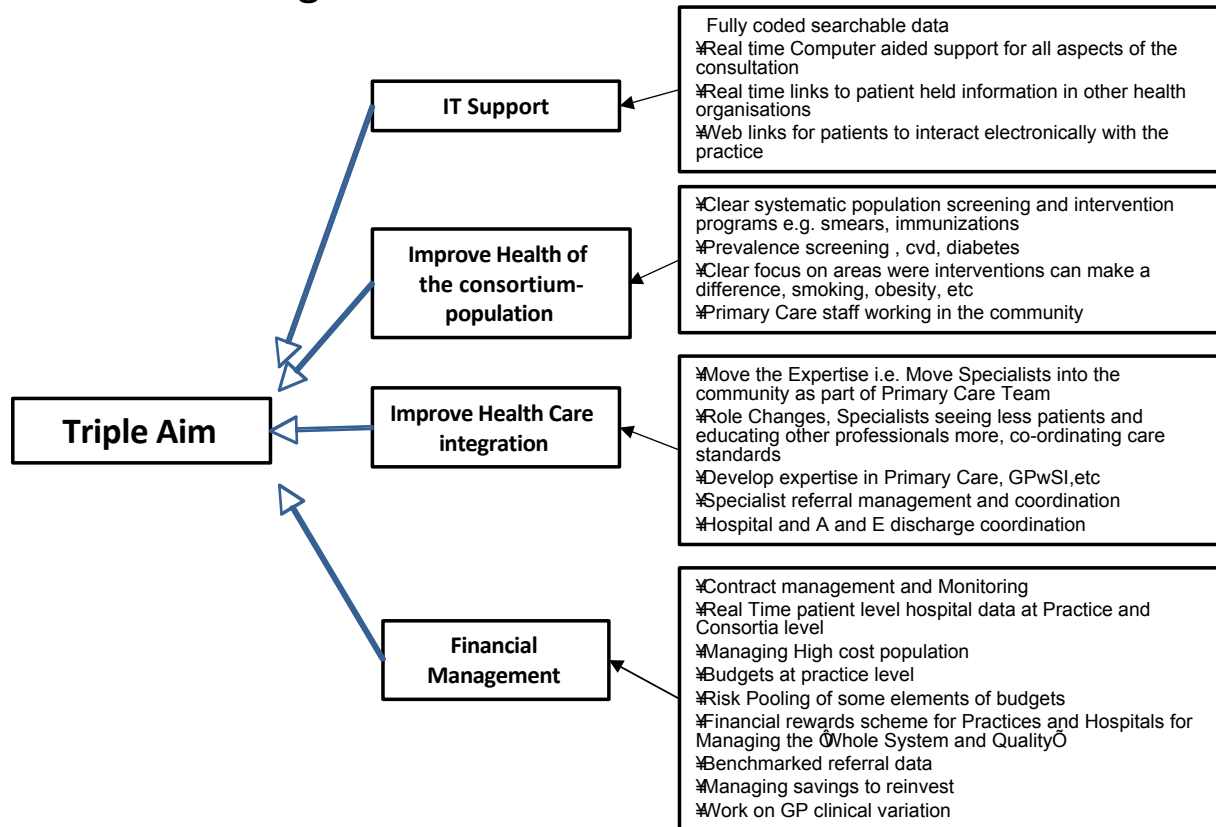 Fully coded searchable data
¥Real time Computer aided support for all aspects of the
consultation
¥Real time links to patient held information in other health
organisations
¥Web links for patients to interact electronically with the
practice
IT Support
¥Clear systematic population screening and intervention
programs e.g. smears, immunizations
¥Prevalence screening , cvd, diabetes
¥Clear focus on areas were interventions can make a
difference, smoking, obesity, etc
¥Primary Care staff working in the community
Improve Health of
the consortium-
population
Triple Aim
Improve Health Care
integration
¥Move the Expertise i.e. Move Specialists into the
community as part of Primary Care Team
¥Role Changes, Specialists seeing less patients and
educating other professionals more, co-ordinating care
standards
¥Develop expertise in Primary Care, GPwSI,etc
¥Specialist referral management and coordination
¥Hospital and A and E discharge coordination
Financial
Management
¥Contract management and Monitoring
¥Real Time patient level hospital data at Practice and
Consortia level
¥Managing High cost population
¥Budgets at practice level
¥Risk Pooling of some elements of budgets
¥Financial rewards scheme for Practices and Hospitals for
Managing the ÔWhole System and QualityÕ
¥Benchmarked referral data
¥Managing savings to reinvest
¥Work on GP clinical variation